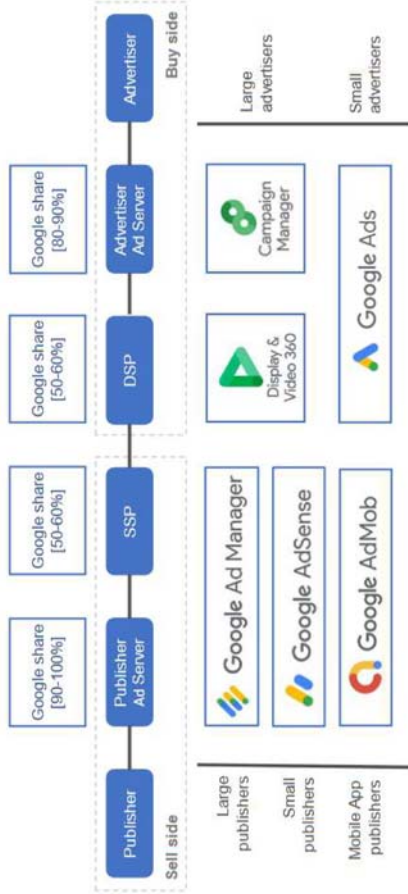 Google share
[90-100%]
Google share
[50-60%]
Google share
[50-60%]
Google share
[80-90%]
Publisher
Publisher
Ad Server
SSP
DSP
Advertiser
Ad Server
Advertiser
Sell side
Buy side
Large
publishers
Google Ad Manager
Display &
Video 360
Campaign
Manager
Large
advertisers
Small
publishers
Google AdSense
Mobile App
publishers
Google AdMob
Google Ads
Small
advertisers